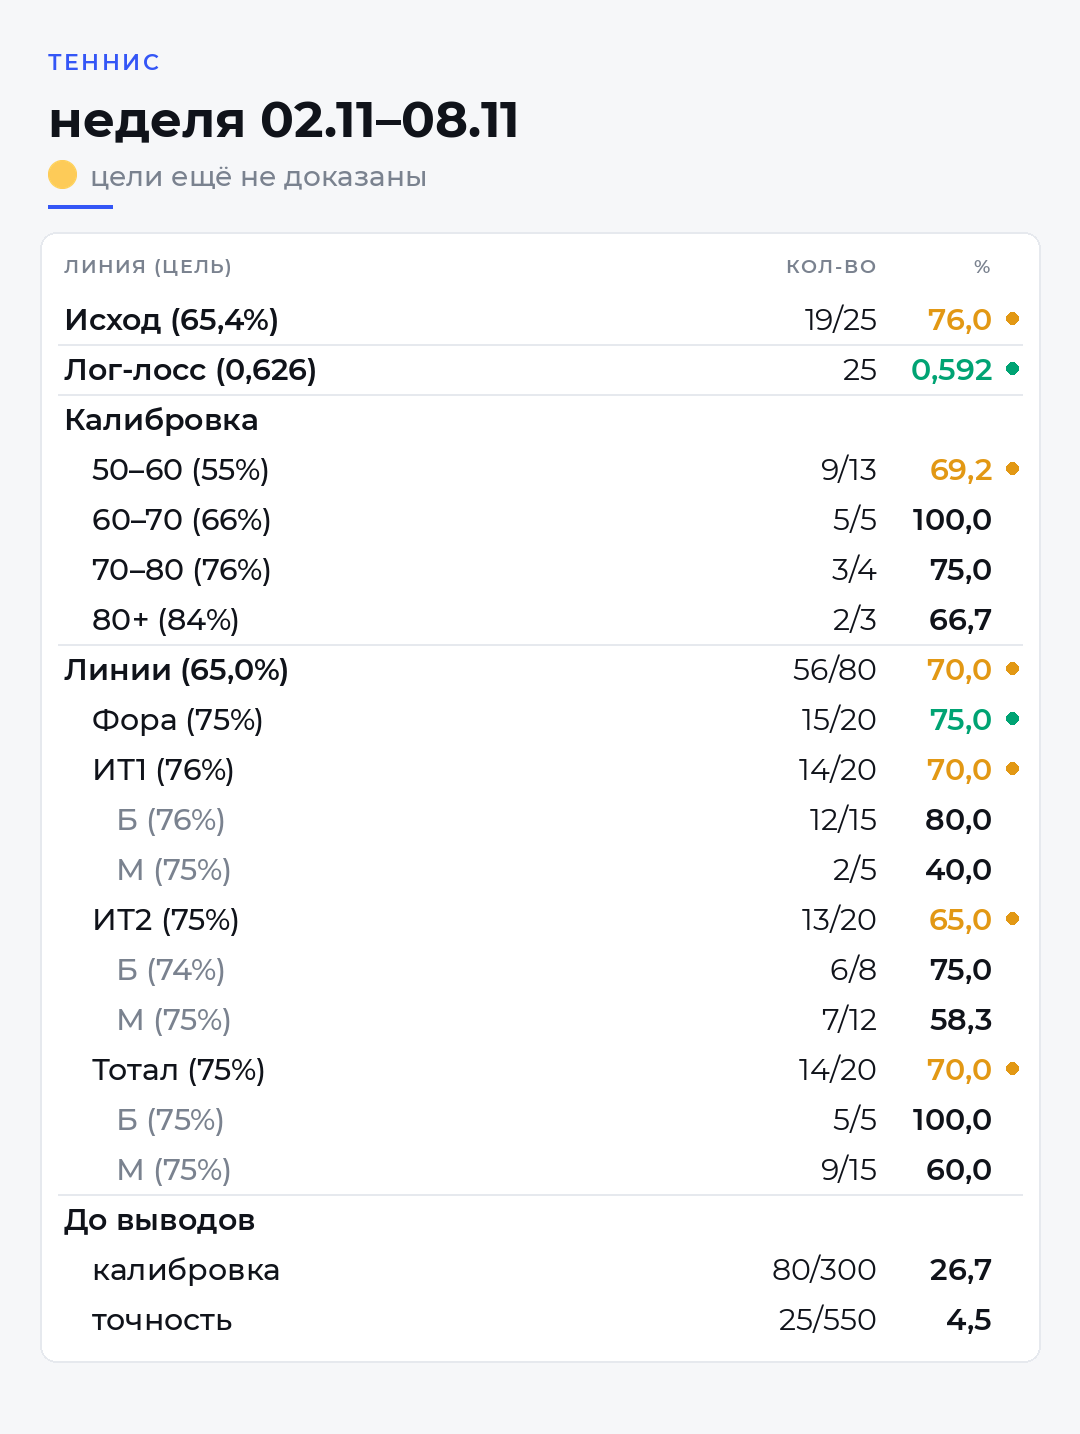 ТЕННИС
неделя 02.11–08.11
цели ещё не доказаны
ЛИНИЯ (ЦЕЛЬ) КОЛ-ВО %
Исход (65,4%) 19/25 76,0
Лог-лосс (0,626) 25 0,592
Калибровка
50–60 (55%) 9/13 69,2
60–70 (66%) 5/5 100,0
70–80 (76%) 3/4 75,0
80+ (84%) 2/3 66,7
Линии (65,0%) 56/80 70,0
Фора (75%) 15/20 75,0
ИТ1 (76%) 14/20 70,0
Б (76%) 12/15 80,0
М (75%) 2/5 40,0
ИТ2 (75%) 13/20 65,0
Б (74%) 6/8 75,0
М (75%) 7/12 58,3
Тотал (75%) 14/20 70,0
Б (75%) 5/5 100,0
М (75%) 9/15 60,0
До выводов
калибровка 80/300 26,7
точность 25/550 4,5